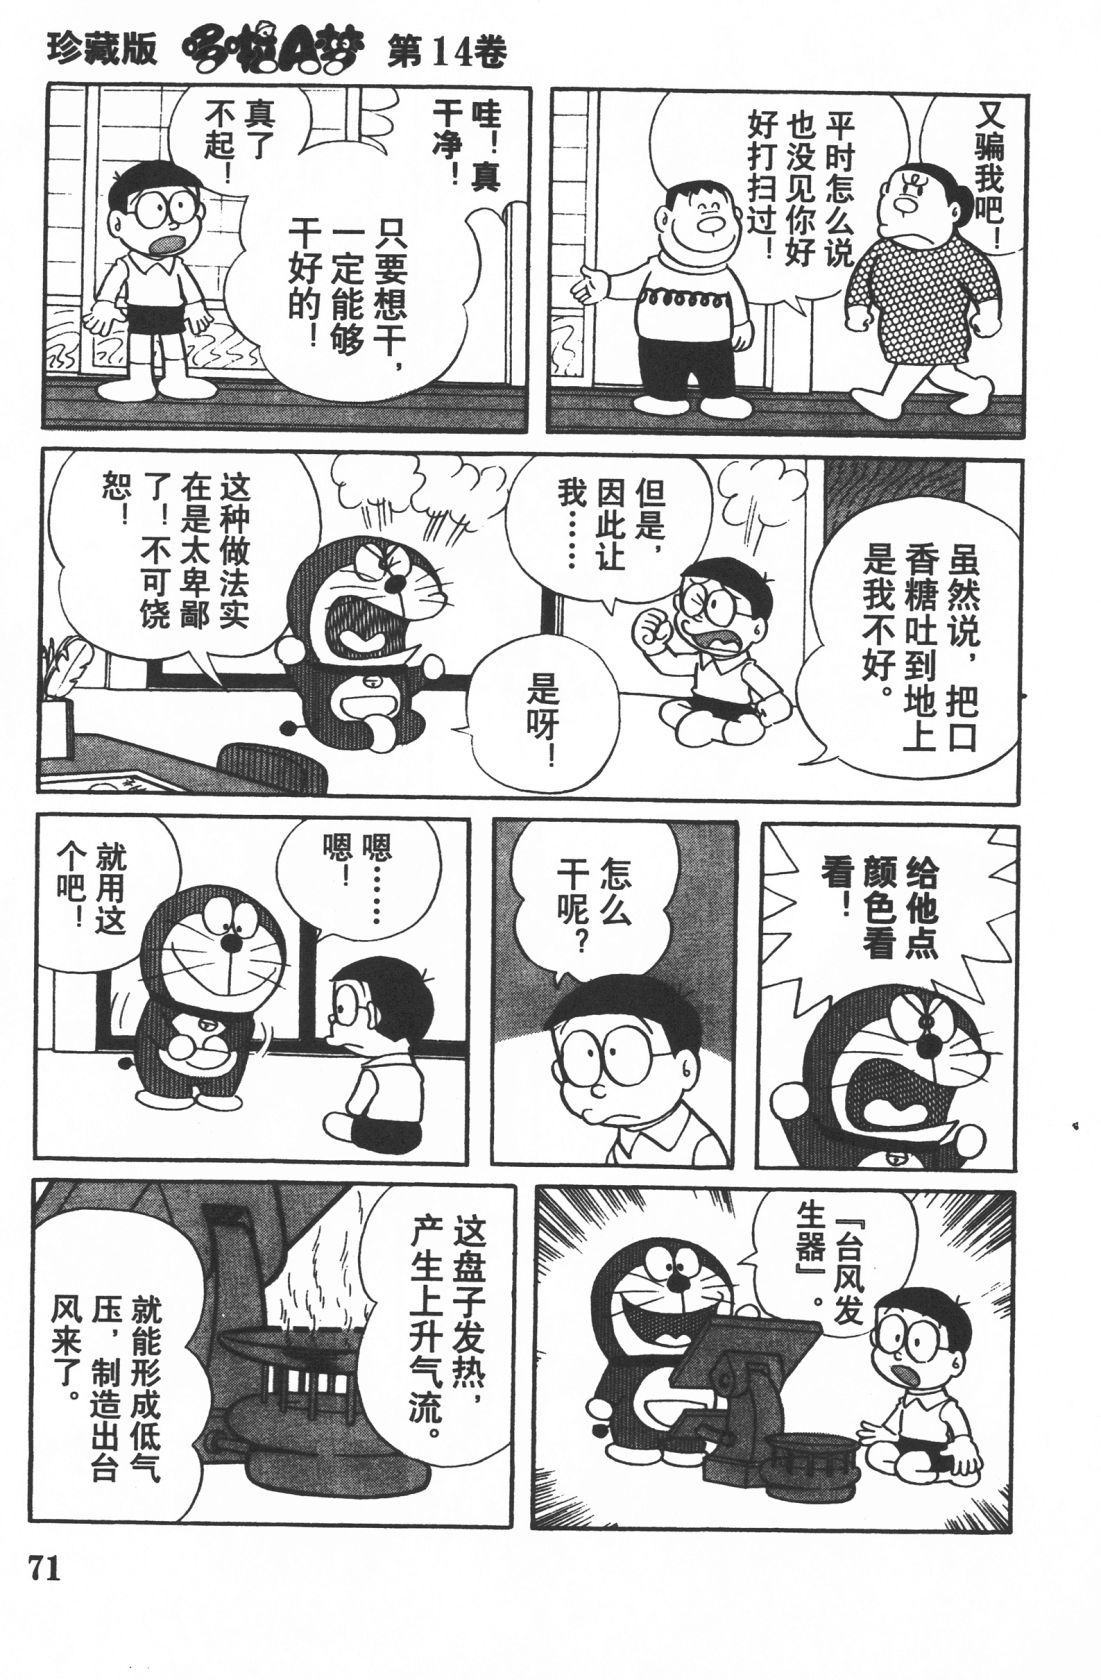 珍藏版 哆啦A梦 第14卷
又骗我吧！
平时怎么说
也没见你好
好打扫过！
哇！真
干净！
只要想干，
一定能够
干好的！
真了
不起！
虽然说，把口
香糖吐到地上
是我不好。
但是，
因此让
我……
是呀！
这种做法实
在是太卑鄙
了！不可饶
恕！
给他点
颜色看
看！
怎么
干呢？
嗯……
嗯！
就用这
个吧！
『台风发
生器』。
这盘子发热，
产生上升气流。
就能形成低气
压，制造出台
风来了。
71